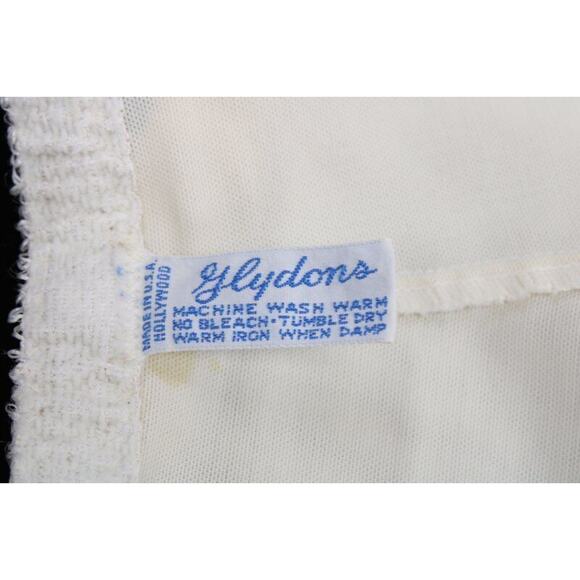 glydons
MACHINE WASH WARM
NO BLEACH·TUMBLE DRY
WARM IRON WHEN DAMP
MADE IN U.S.A.
HOLLYWOOD